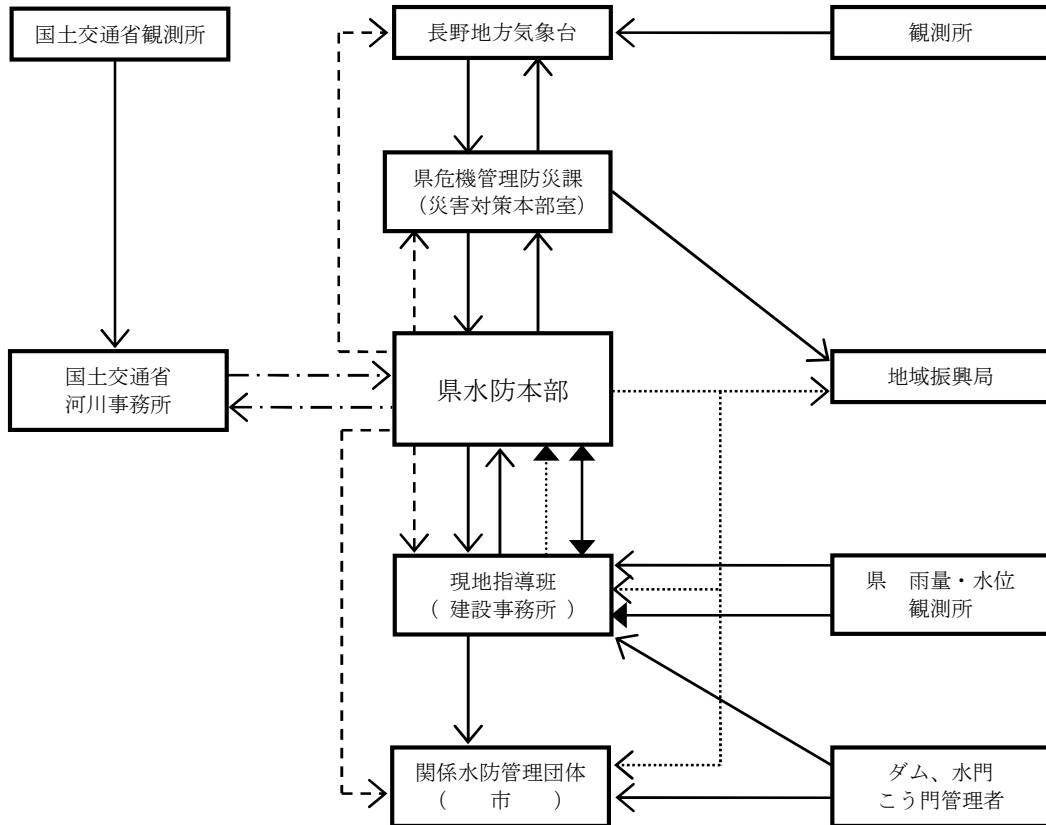 国土交通省観測所
長野地方気象台
観測所
県危機管理防災課
（災害対策本部室）
国土交通省
河川事務所
県水防本部
地域振興局
現地指導班
（ 建設事務所 ）
県　雨量・水位
観測所
関係水防管理団体
（　　市　　）
ダム、水門
こう門管理者